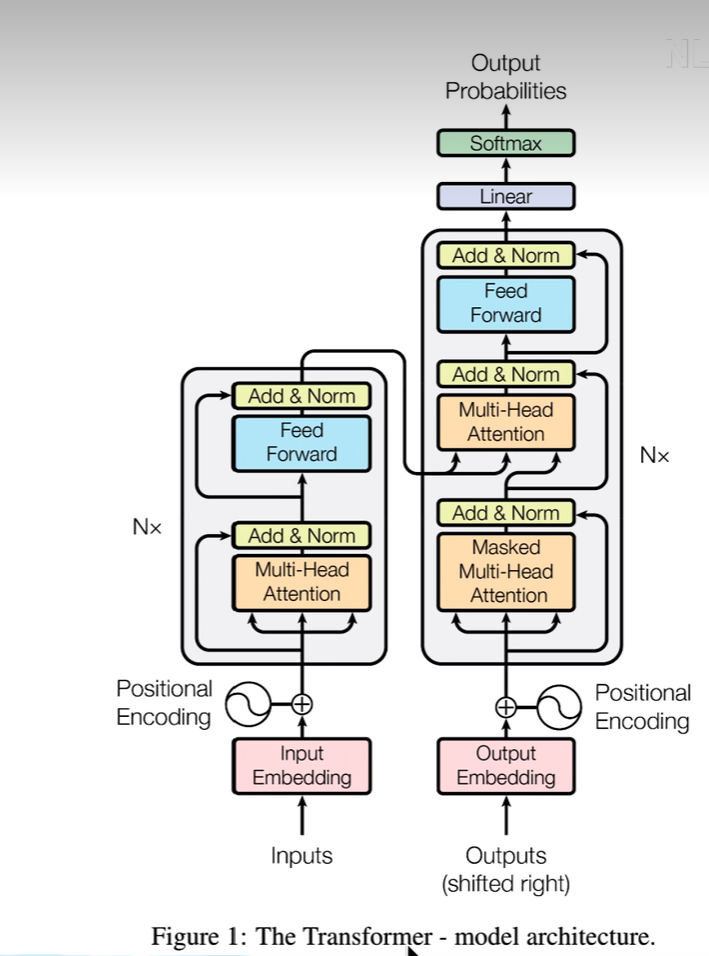 Output
Probabilities
Softmax
Linear
Add & Norm
Feed
Forward
Add & Norm
Multi-Head
Attention
Add & Norm
Masked
Multi-Head
Attention
Nx
Add & Norm
Feed
Forward
Add & Norm
Multi-Head
Attention
Nx
Positional
Encoding
Positional
Encoding
Input
Embedding
Output
Embedding
Inputs
Outputs
(shifted right)
Figure 1: The Transformer - model architecture.